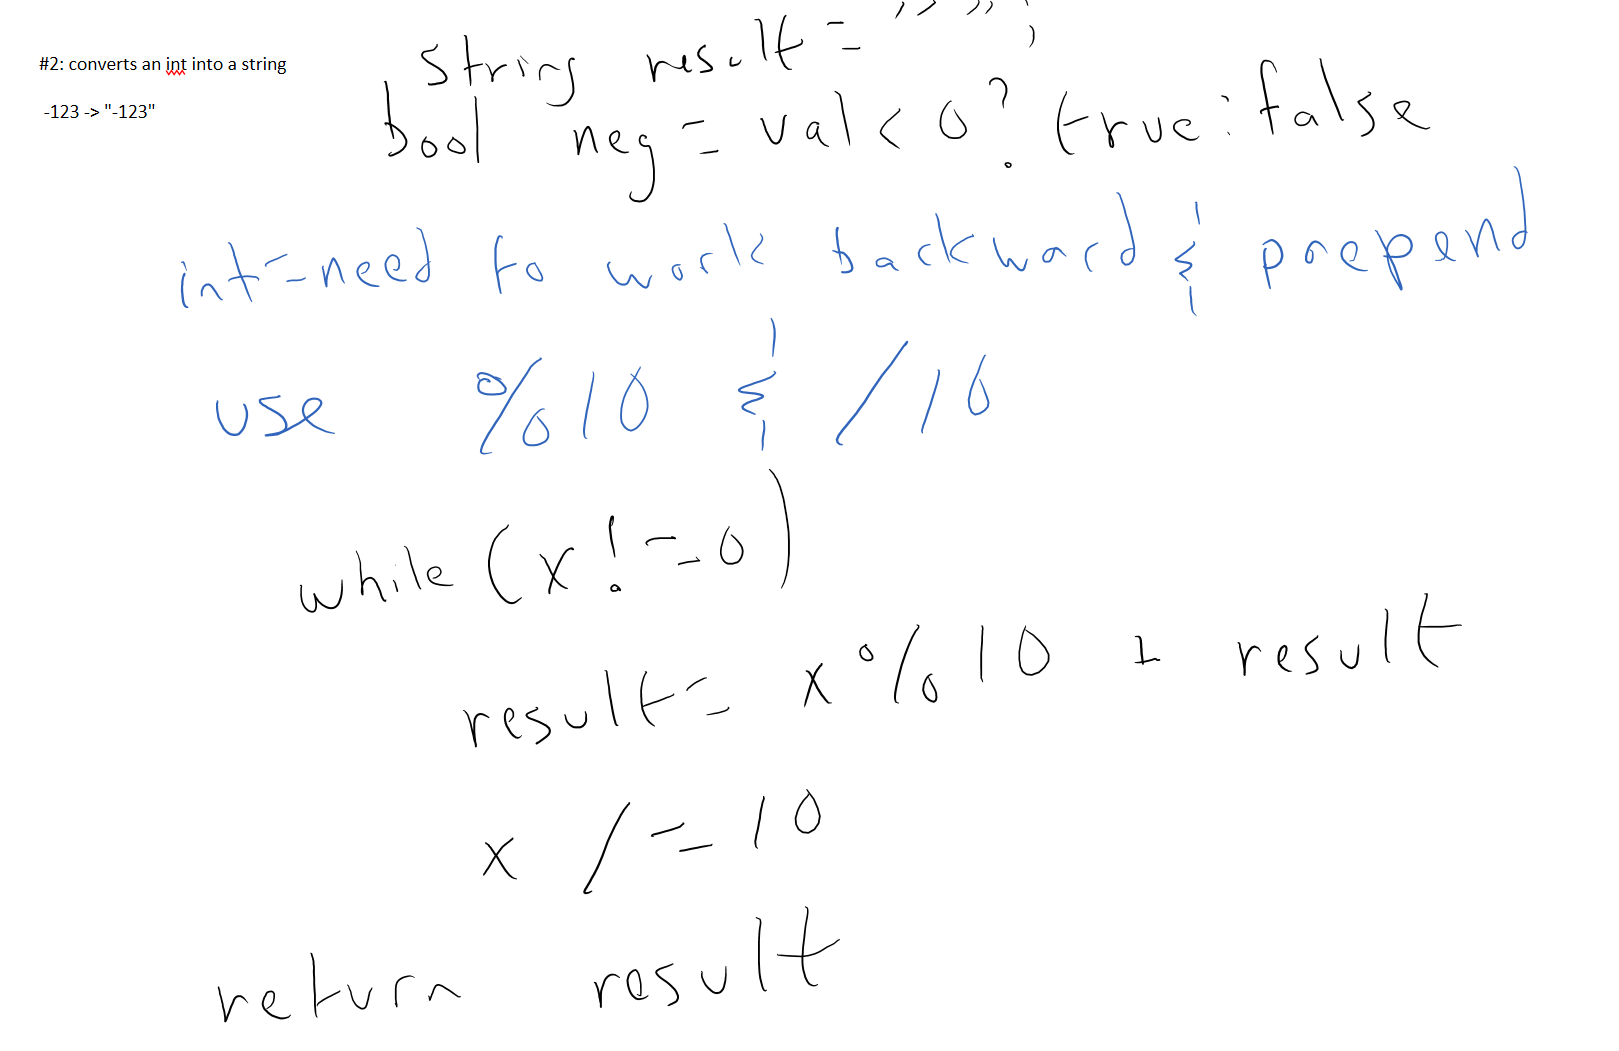 #2: converts an int into a string
-123 -> "-123"
string result = " ";
bool neg = val < 0 ? true : false
int = need to work backward & prepend
use %10 & /10
while (x != 0)
result = x % 10 + result
x /= 10
return result